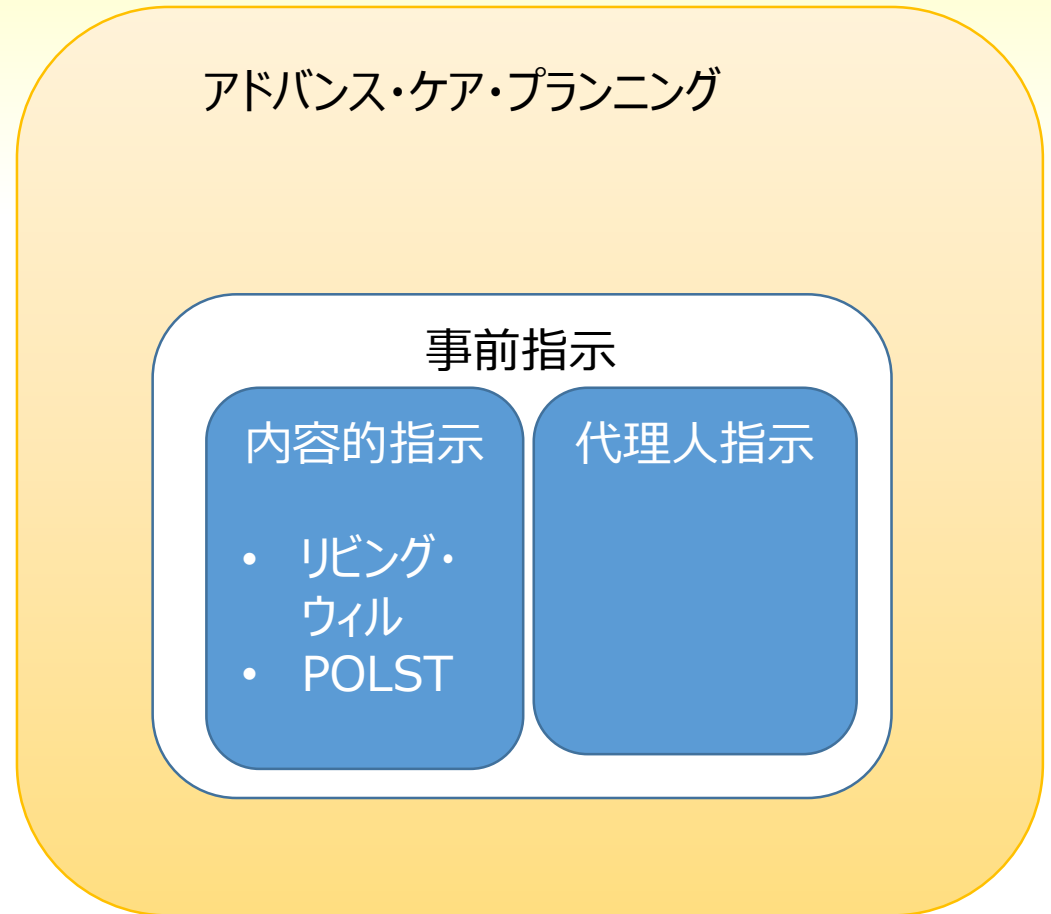 アドバンス・ケア・プランニング
事前指示
内容的指示
• リビング・
ウィル
• POLST
代理人指示